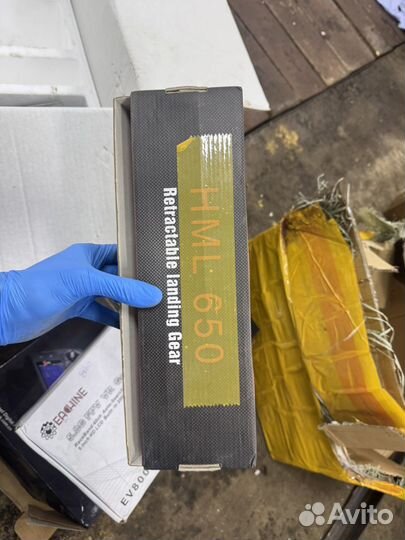 HML 650
Retractable landing Gear
EACHINE
EV800
Avito